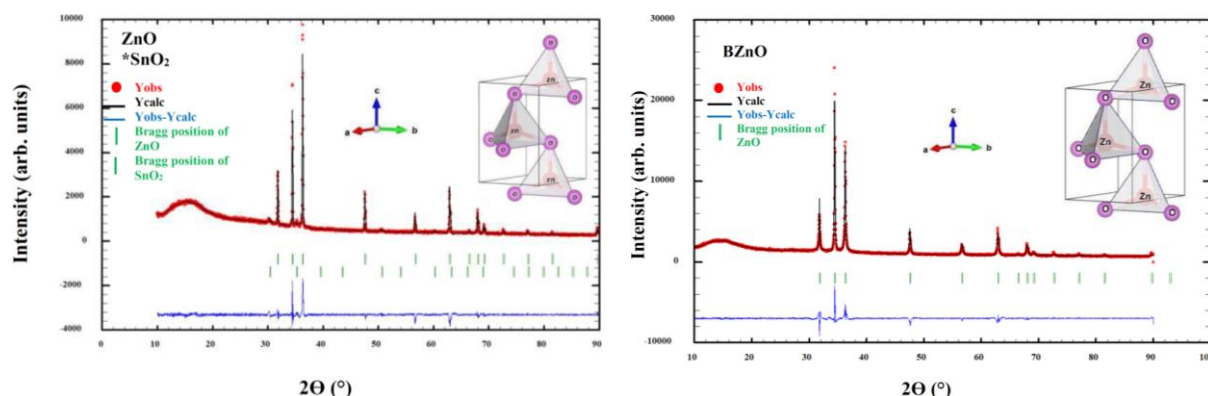 ZnO
*SnO₂
Yobs
Ycalc
Yobs-Ycalc
Bragg position of
ZnO
Bragg position of
SnO₂
Intensity (arb. units)
10000
8000
6000
4000
2000
0
-2000
-4000
10 20 30 40 50 60 70 80 90
2Θ (°)
c
a b
zn
zn
zn
BZnO
Yobs
Ycalc
Yobs-Ycalc
Bragg position of
ZnO
Intensity (arb. units)
30000
20000
10000
0
-10000
10 20 30 40 50 60 70 80 90 100
2Θ (°)
c
a b
Zn
Zn
Zn